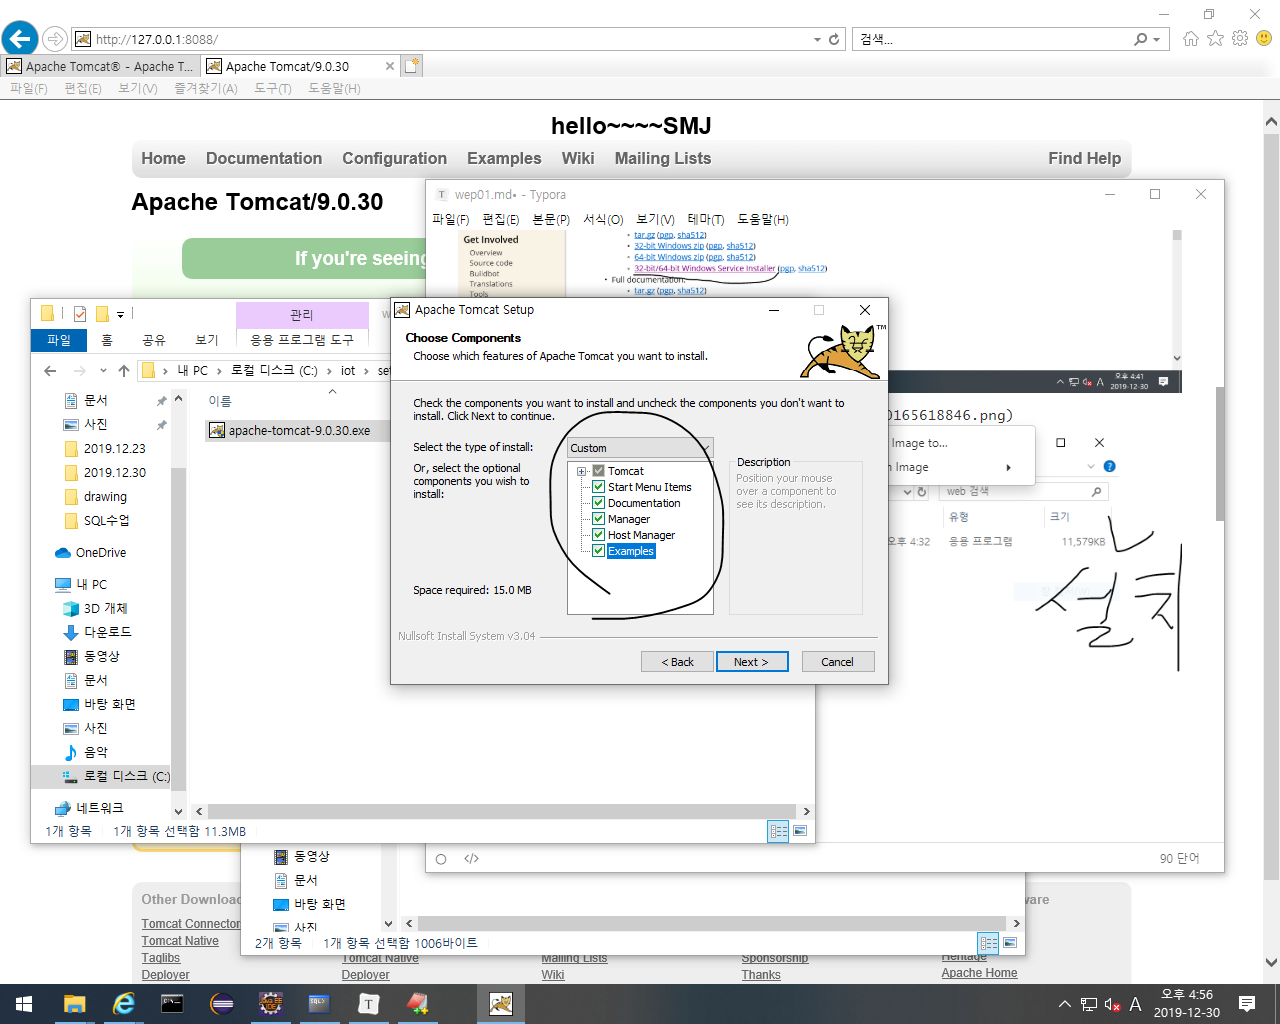 http://127.0.0.1:8088/
검색...
Apache Tomcat® - Apache T...
Apache Tomcat/9.0.30
파일(F) 편집(E) 보기(V) 즐겨찾기(A) 도구(T) 도움말(H)
hello~~~~SMJ
Home Documentation Configuration Examples Wiki Mailing Lists Find Help
Apache Tomcat/9.0.30
If you're seeing
T wep01.md• - Typora
파일(F) 편집(E) 본문(P) 서식(O) 보기(V) 테마(T) 도움말(H)
Get Involved
Overview
Source code
Buildbot
Translations
Tools
tar.gz (pgp, sha512)
32-bit Windows zip (pgp, sha512)
64-bit Windows zip (pgp, sha512)
32-bit/64-bit Windows Service Installer (pgp, sha512)
Full documentation:
tar.gz (pgp, sha512)
A 오후 4:41
2019-12-30
0165618846.png)
Image to...
n Image
web 검색
유형 크기
오후 4:32 응용 프로그램 11,579KB
설치
관리
파일 홈 공유 보기 응용 프로그램 도구
내 PC 로컬 디스크 (C:) iot se
이름
apache-tomcat-9.0.30.exe
문서
사진
2019.12.23
2019.12.30
drawing
SQL수업
OneDrive
내 PC
3D 개체
다운로드
동영상
문서
바탕 화면
사진
음악
로컬 디스크 (C:)
네트워크
1개 항목 1개 항목 선택함 11.3MB
Apache Tomcat Setup
Choose Components
Choose which features of Apache Tomcat you want to install.
TM
Check the components you want to install and uncheck the components you don't want to
install. Click Next to continue.
Select the type of install:
Custom
Or, select the optional
components you wish to
install:
Tomcat
Start Menu Items
Documentation
Manager
Host Manager
Examples
Description
Position your mouse
over a component to
see its description.
Space required: 15.0 MB
Nullsoft Install System v3.04
< Back Next > Cancel
90 단어
동영상
문서
바탕 화면
사진
2개 항목 1개 항목 선택함 1006바이트
Other Downloa
Tomcat Connector
Tomcat Native
Taglibs
Deployer
Tomcat Native
Deployer
Mailing Lists
Wiki
Sponsorship
Thanks
ware
Heritage
Apache Home
A 오후 4:56
2019-12-30